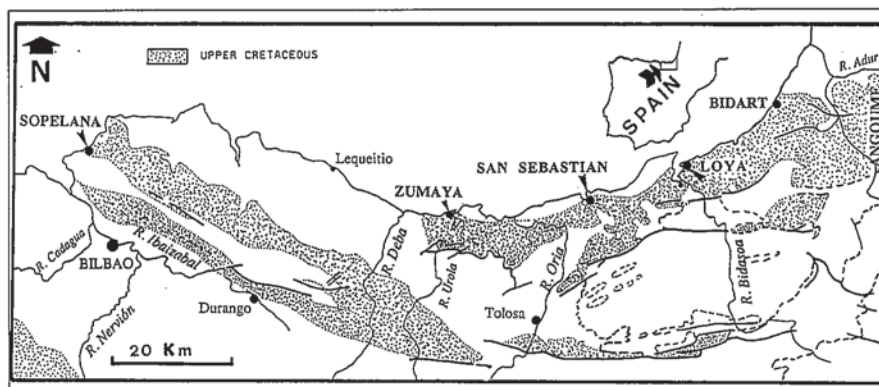 N
UPPER CRETACEOUS
SPAIN
R. Adur
BIDART
ANGOUME
SOPELANA
Lequeitio
SAN SEBASTIAN
LOYA
ZUMAYA
R. Cadagua
BILBAO
R. Ibaizabal
R. Deba
R. Urola
R. Oria
R. Bidasoa
Durango
Tolosa
R. Nervión
20 Km